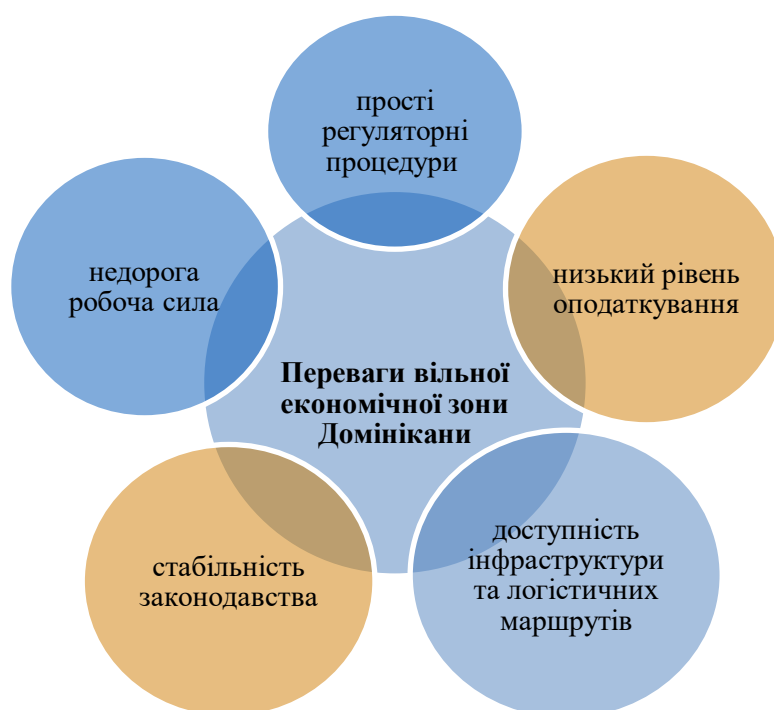 прості
регуляторні
процедури
недорога
робоча сила
низький рівень
оподаткування
Переваги вільної
економічної зони
Домінікани
стабільність
законодавства
доступність
інфраструктури
та логістичних
маршрутів